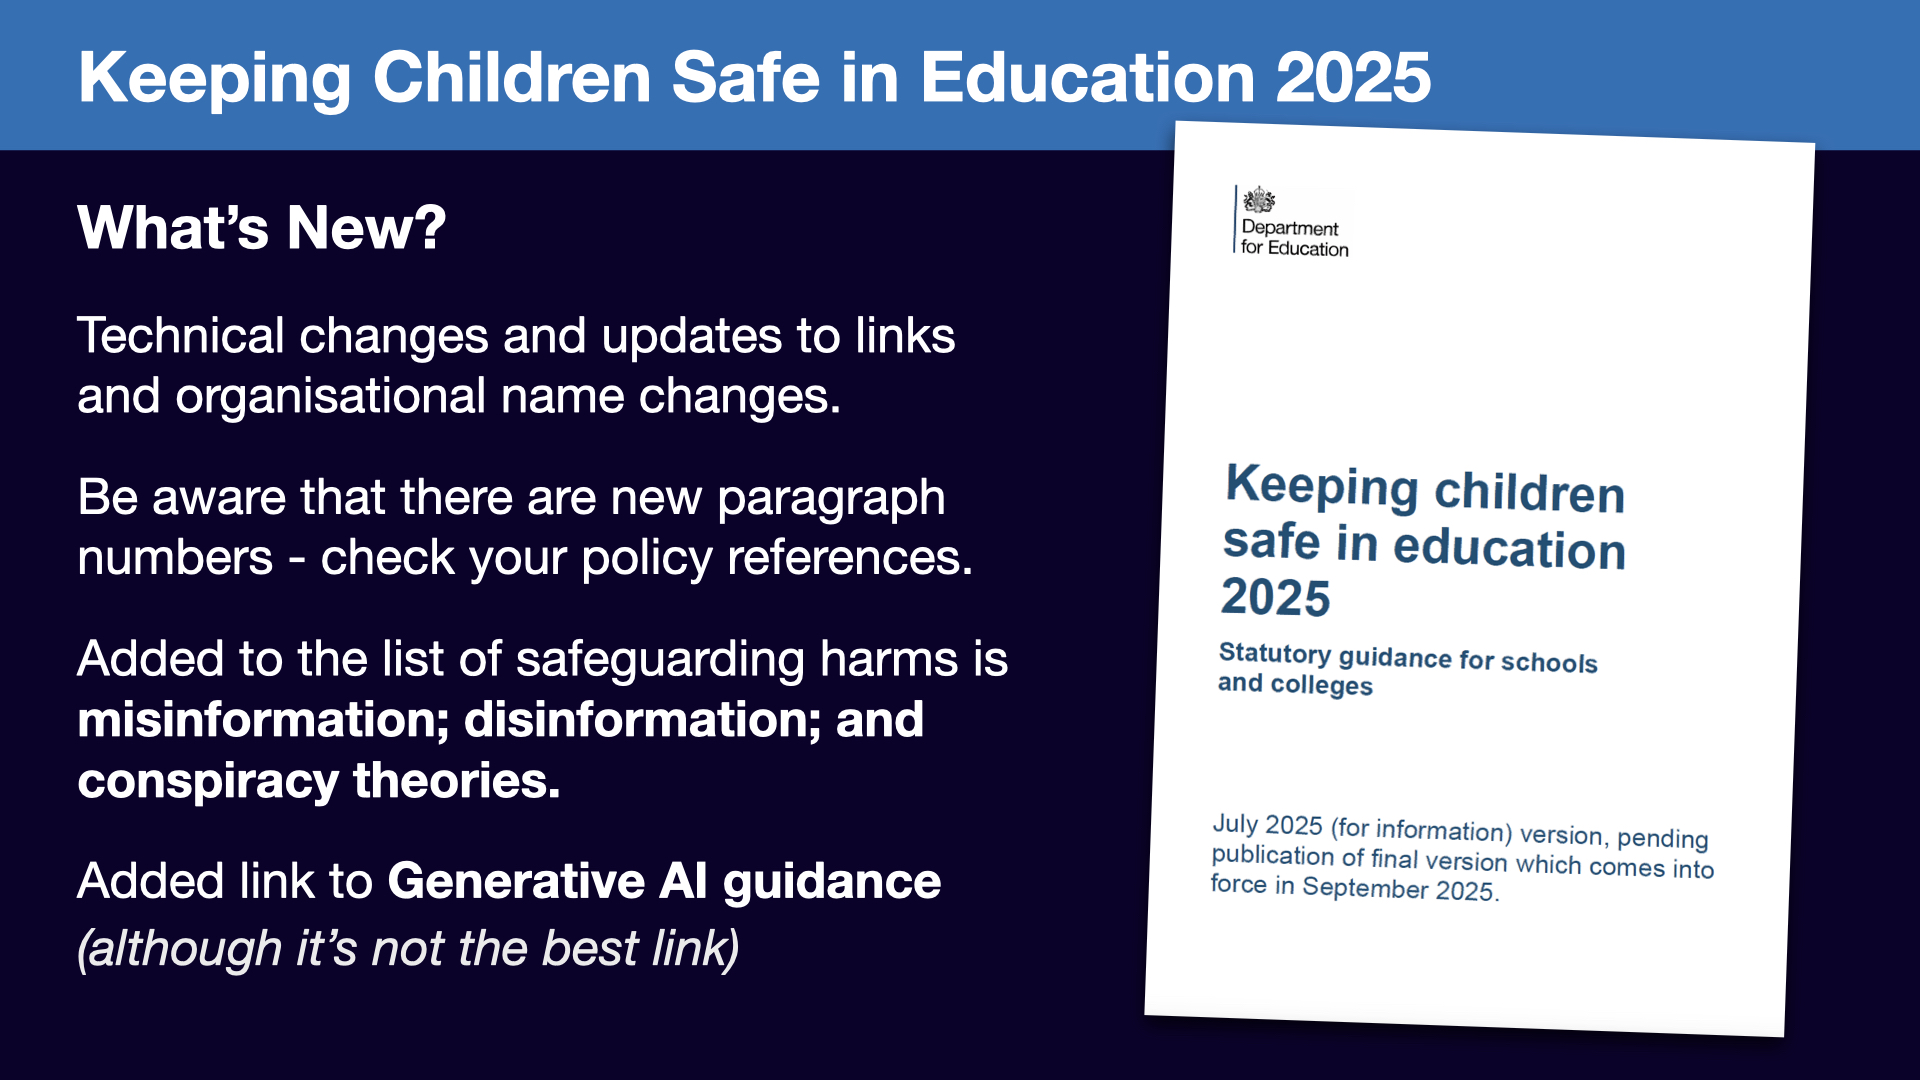 Keeping Children Safe in Education 2025
What’s New?
Technical changes and updates to links
and organisational name changes.
Be aware that there are new paragraph
numbers - check your policy references.
Added to the list of safeguarding harms is
misinformation; disinformation; and
conspiracy theories.
Added link to Generative AI guidance
(although it’s not the best link)
Department
for Education
Keeping children
safe in education
2025
Statutory guidance for schools
and colleges
July 2025 (for information) version, pending
publication of final version which comes into
force in September 2025.